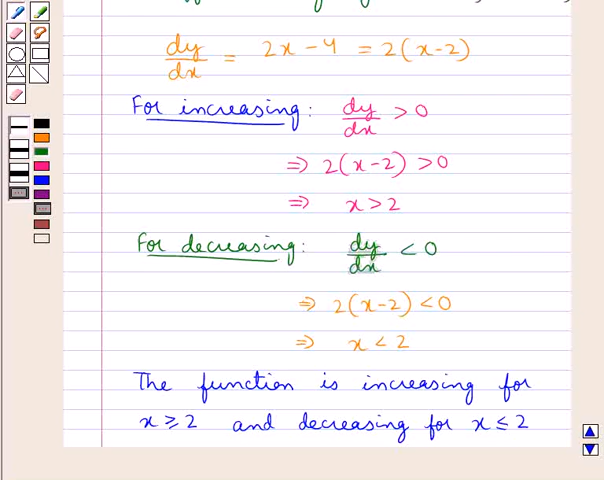 dy/dx = 2x - 4 = 2(x-2)
For increasing: dy/dx > 0
⇒ 2(x-2) > 0
⇒ x > 2
For decreasing: dy/dx < 0
⇒ 2(x-2) < 0
⇒ x < 2
The function is increasing for
x ≥ 2 and decreasing for x ≤ 2